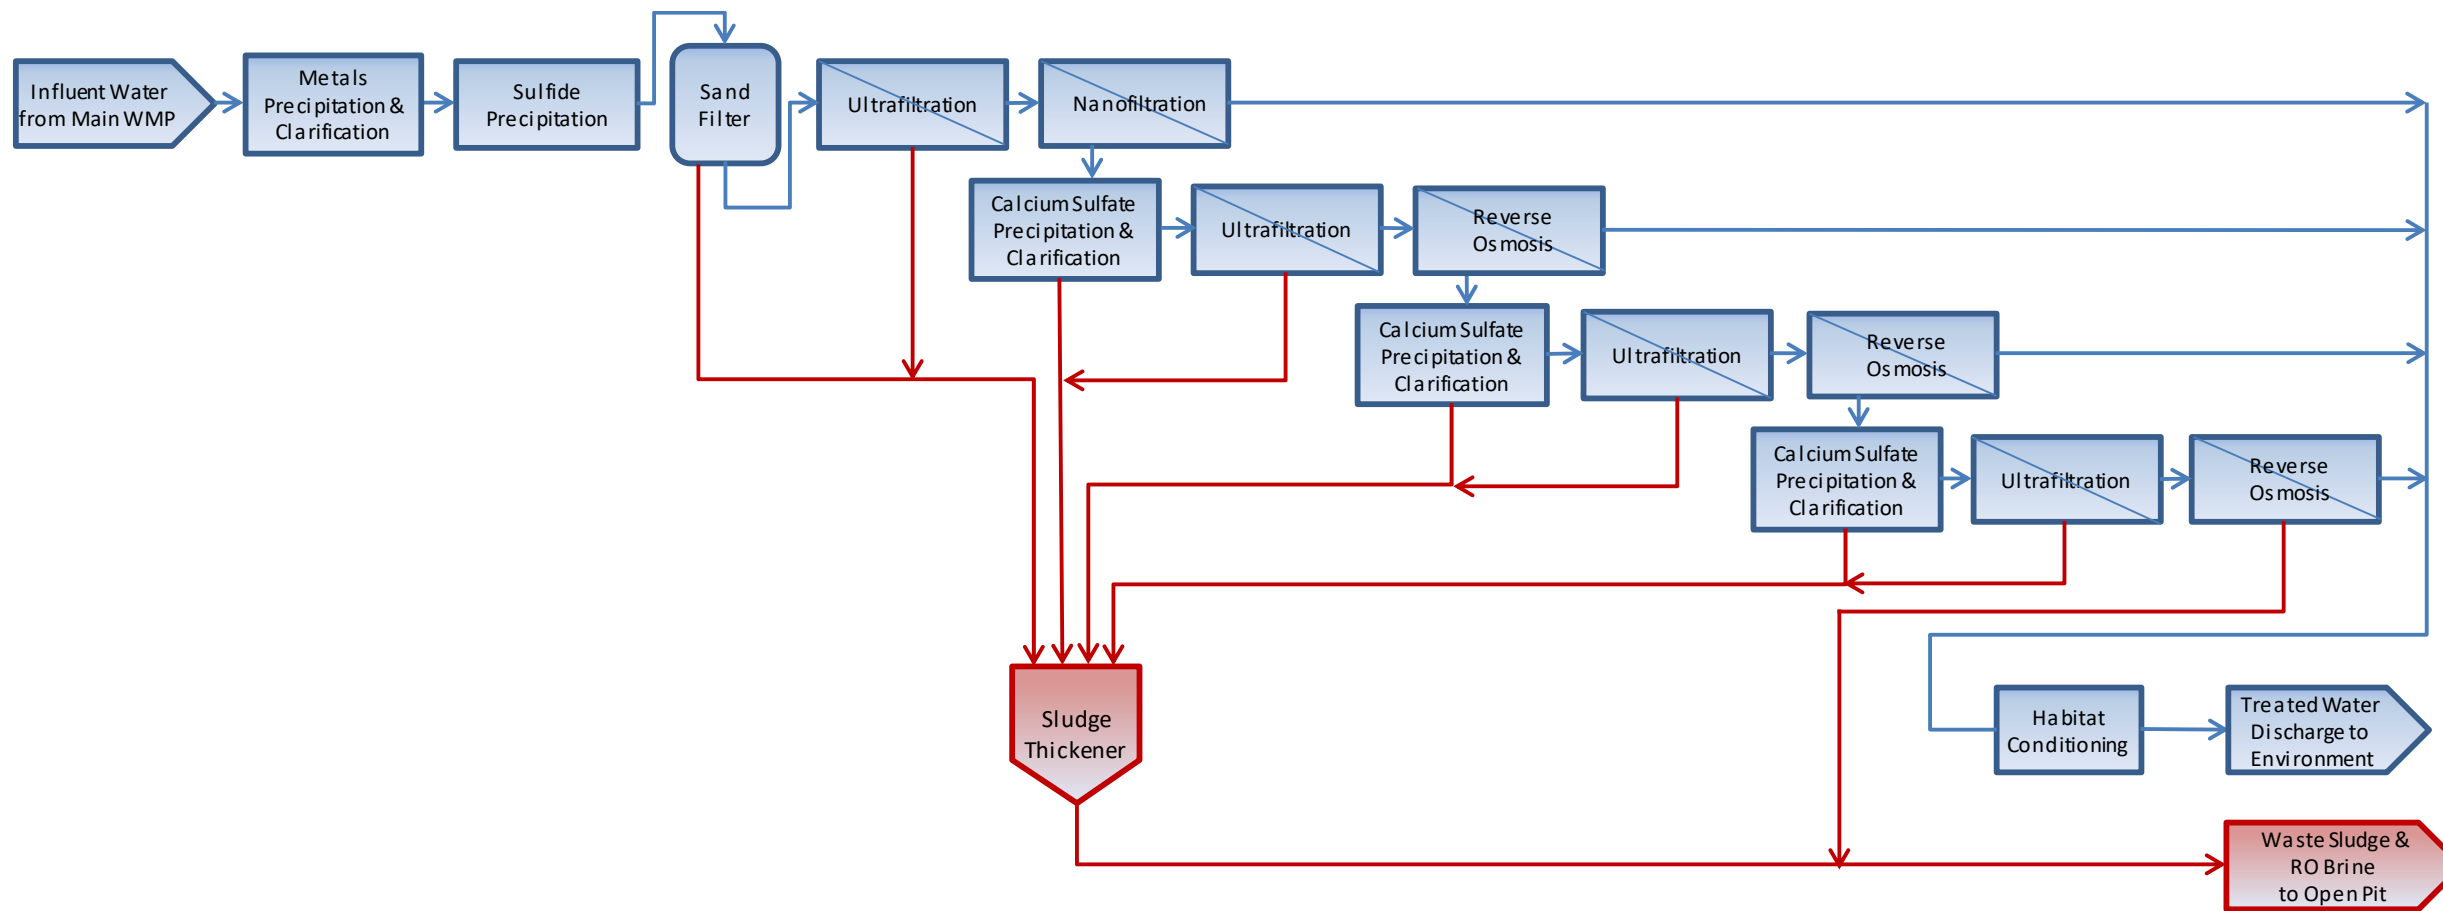 Influent Water
from Main WMP
Metals
Precipitation &
Clarification
Sulfide
Precipitation
Sand
Filter
Ultrafiltration
Nanofiltration
Calcium Sulfate
Precipitation &
Clarification
Ultrafiltration
Reverse
Osmosis
Calcium Sulfate
Precipitation &
Clarification
Ultrafiltration
Reverse
Osmosis
Calcium Sulfate
Precipitation &
Clarification
Ultrafiltration
Reverse
Osmosis
Sludge
Thickener
Habitat
Conditioning
Treated Water
Discharge to
Environment
Waste Sludge &
RO Brine
to Open Pit